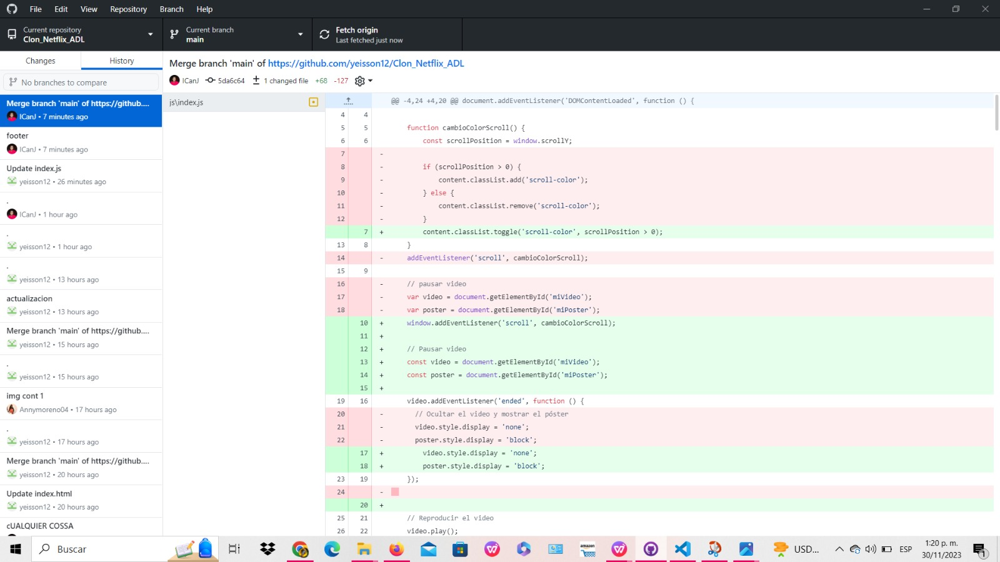 File Edit View Repository Branch Help
Current repository
Clon_Netflix_ADL
Current branch
main
Fetch origin
Last fetched just now
Changes History
No branches to compare
Merge branch 'main' of https://github....
ICanJ • 7 minutes ago
footer
ICanJ • 7 minutes ago
Update index.js
yeisson12 • 26 minutes ago
.
ICanJ • 1 hour ago
.
yeisson12 • 1 hour ago
.
yeisson12 • 13 hours ago
actualizacion
yeisson12 • 13 hours ago
Merge branch 'main' of https://github....
yeisson12 • 15 hours ago
.
yeisson12 • 15 hours ago
img cont 1
Annymoreno04 • 17 hours ago
.
yeisson12 • 17 hours ago
Merge branch 'main' of https://github....
yeisson12 • 20 hours ago
Update index.html
yeisson12 • 20 hours ago
cUALQUIER COSSA
Merge branch 'main' of https://github.com/yeisson12/Clon_Netflix_ADL
ICanJ 5da6c64 1 changed file +68 -127
js\index.js
@@ -4,24 +4,20 @@ document.addEventListener('DOMContentLoaded', function () {
4 4
5 5 function cambioColorScroll() {
6 6 const scrollPosition = window.scrollY;
7 -
8 - if (scrollPosition > 0) {
9 - content.classList.add('scroll-color');
10 - } else {
11 - content.classList.remove('scroll-color');
12 - }
7 + content.classList.toggle('scroll-color', scrollPosition > 0);
13 8 }
14 - addEventListener('scroll', cambioColorScroll);
15 9
16 - // pausar video
17 - var video = document.getElementById('miVideo');
18 - var poster = document.getElementById('miPoster');
10 + window.addEventListener('scroll', cambioColorScroll);
11 +
12 + // Pausar video
13 + const video = document.getElementById('miVideo');
14 + const poster = document.getElementById('miPoster');
15 +
19 16 video.addEventListener('ended', function () {
20 - // Ocultar el video y mostrar el póster
21 - video.style.display = 'none';
22 - poster.style.display = 'block';
17 + video.style.display = 'none';
18 + poster.style.display = 'block';
23 19 });
24 -
20 +
25 21 // Reproducir el video
26 22 video.play();
Buscar
amazon
USD...
ESP
1:20 p. m.
30/11/2023
1